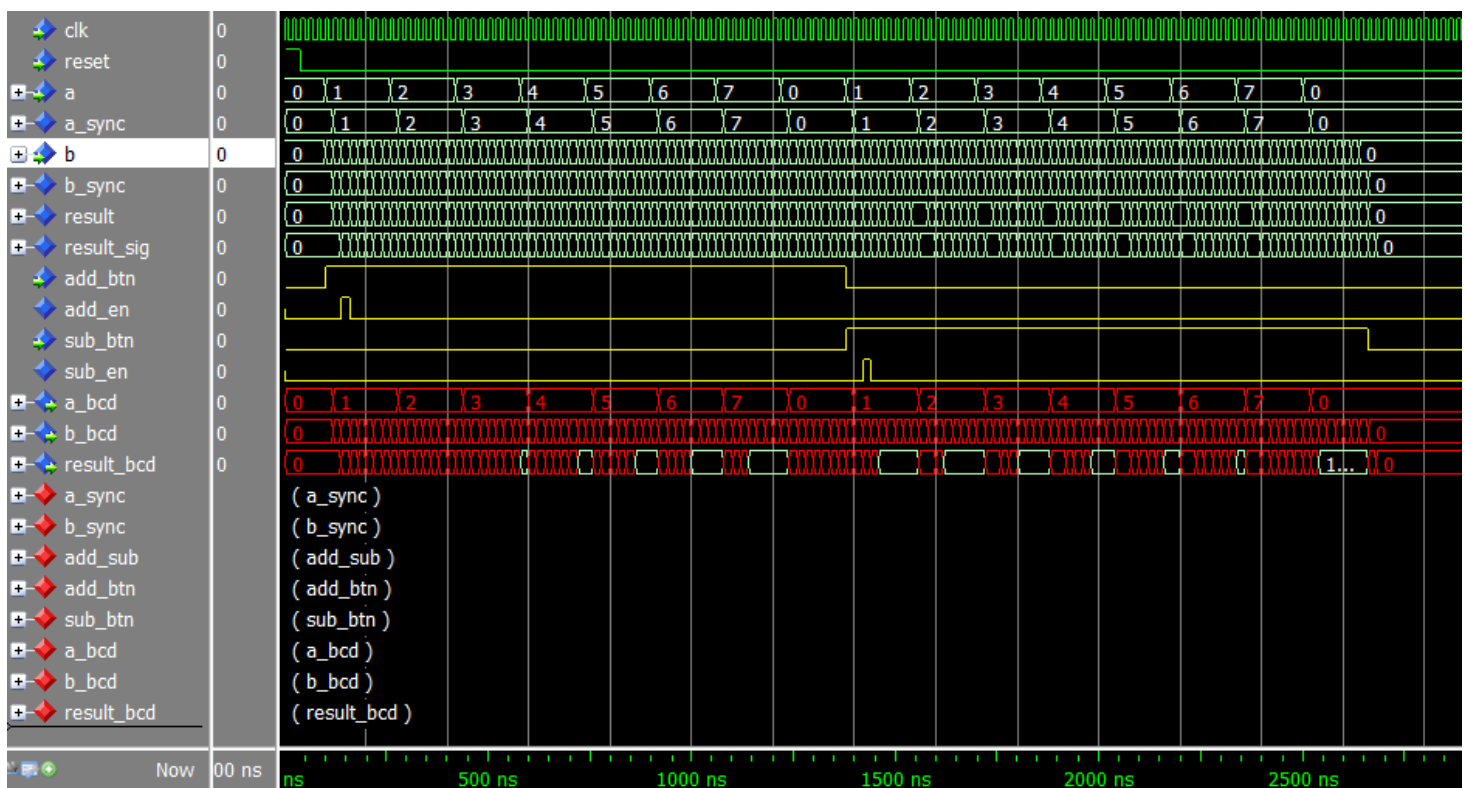 clk 0
reset 0
a 0 0 1 2 3 4 5 6 7 0 1 2 3 4 5 6 7 0
a_sync 0 0 1 2 3 4 5 6 7 0 1 2 3 4 5 6 7 0
b 0 0 0
b_sync 0 0 0
result 0 0 0
result_sig 0 0 0
add_btn 0
add_en 0
sub_btn 0
sub_en 0
a_bcd 0 0 1 2 3 4 5 6 7 0 1 2 3 4 5 6 7 0
b_bcd 0 0 0
result_bcd 0 0 1... 0
a_sync ( a_sync )
b_sync ( b_sync )
add_sub ( add_sub )
add_btn ( add_btn )
sub_btn ( sub_btn )
a_bcd ( a_bcd )
b_bcd ( b_bcd )
result_bcd ( result_bcd )
Now 00 ns ns 500 ns 1000 ns 1500 ns 2000 ns 2500 ns